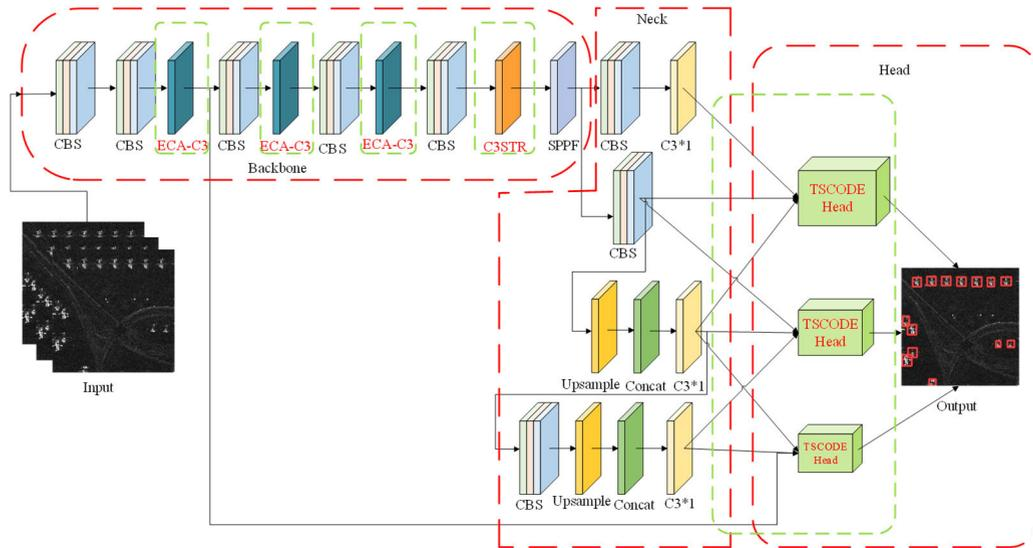 Neck
Head
CBS
CBS
ECA-C3
CBS
ECA-C3
CBS
ECA-C3
CBS
C3STR
SPPF
CBS
C3*1
Backbone
TSCODE
Head
CBS
Input
TSCODE
Head
Upsample
Concat
C3*1
Output
TSCODE
Head
CBS
Upsample
Concat
C3*1